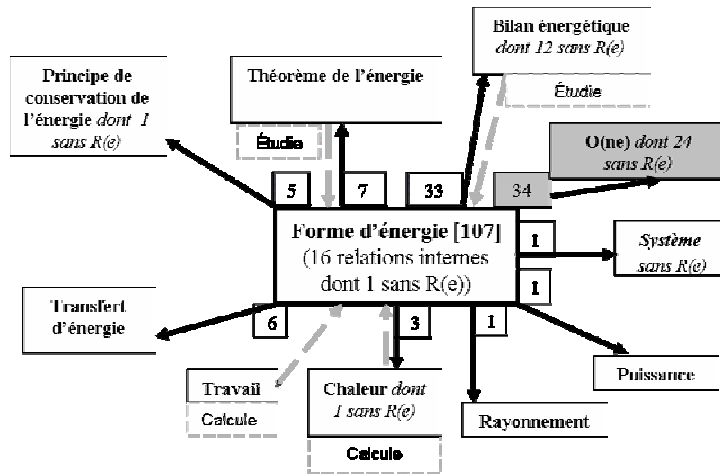 Bilan énergétique
dont 12 sans R(e)
Étudie
Principe de
conservation de
l'énergie dont 1
sans R(e)
Théorème de l'énergie
Étudie
O(ne) dont 24
sans R(e)
5
7
33
34
Forme d'énergie [107]
(16 relations internes
dont 1 sans R(e))
1
Système
sans R(e)
1
Transfert
d'énergie
6
3
1
Puissance
Travail
Calcule
Chaleur dont
1 sans R(e)
Calcule
Rayonnement